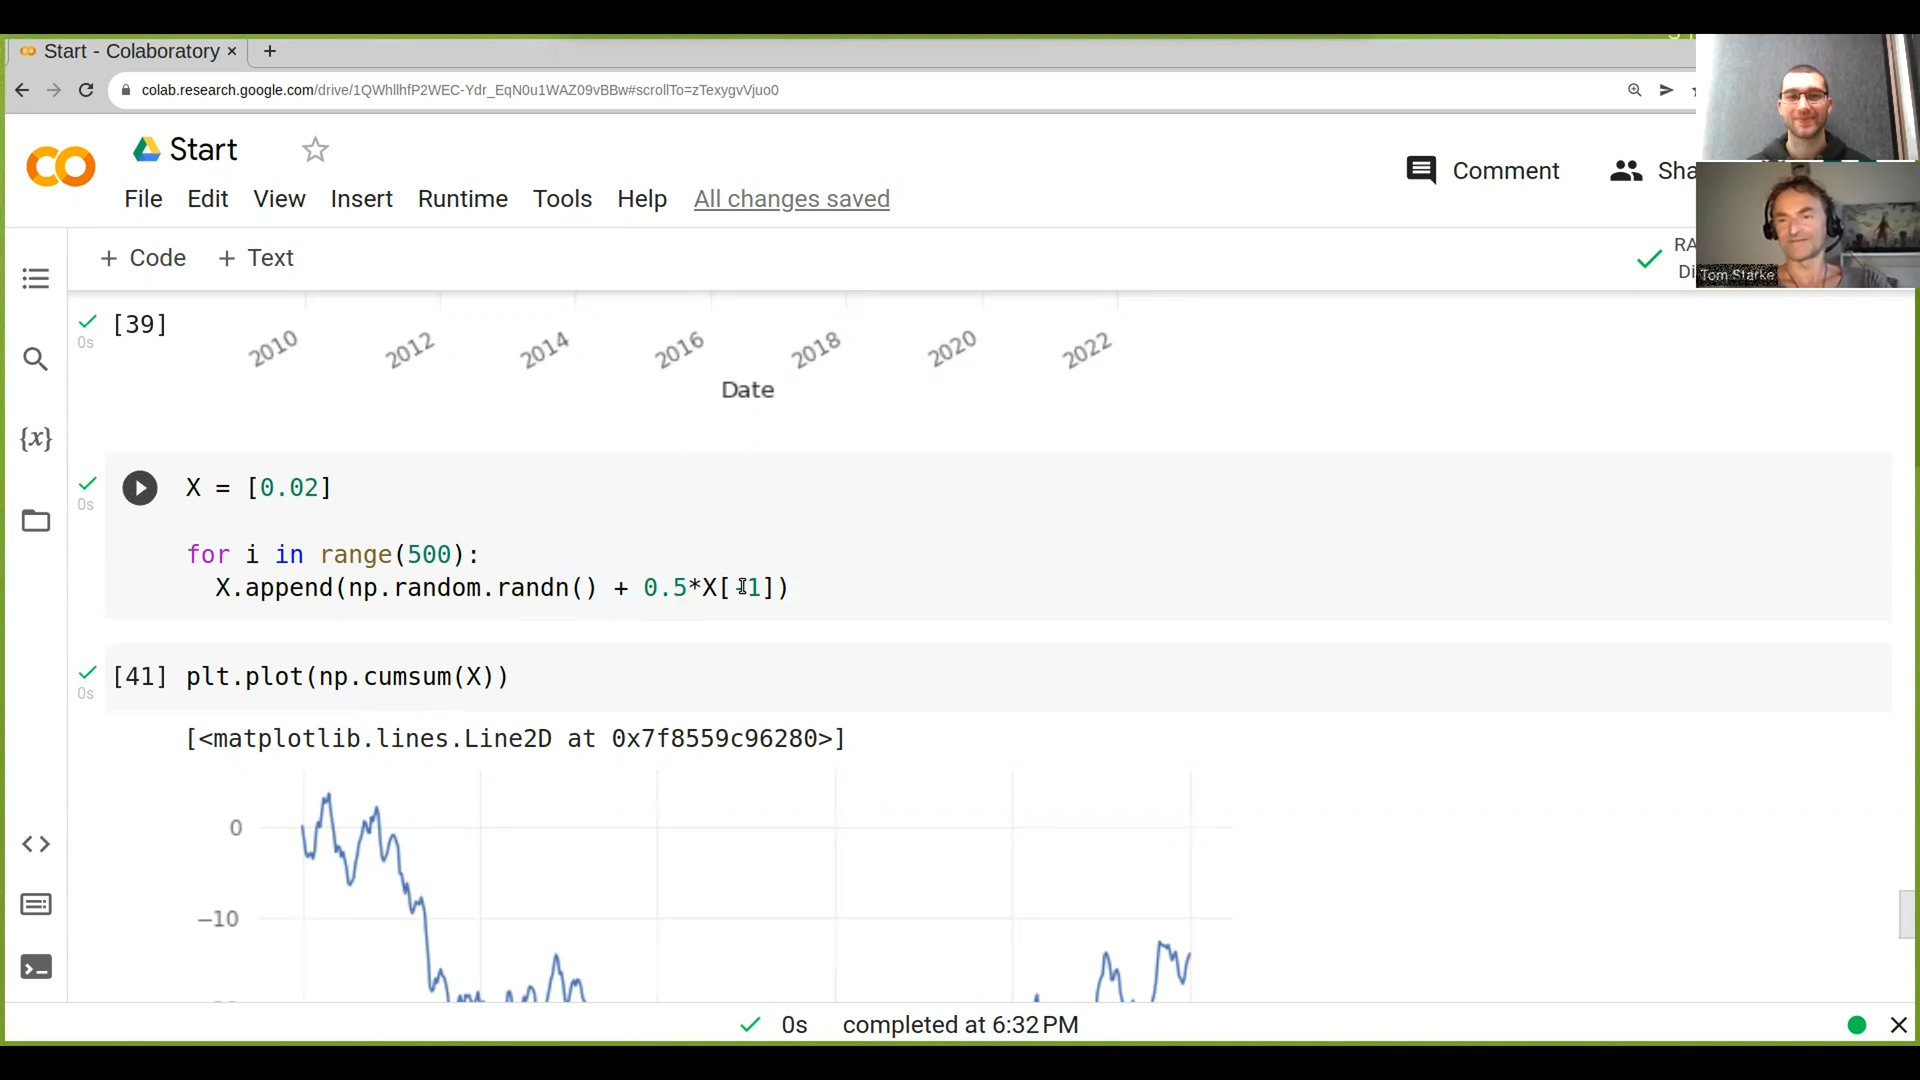 Start - Colaboratory × +
colab.research.google.com/drive/1QWhllhfP2WEC-Ydr_EqN0u1WAZ09vBBw#scrollTo=zTexygvVjuo0
Start
File Edit View Insert Runtime Tools Help All changes saved
Comment
Sha
+ Code + Text
RA
Di
Tom Starke
[39]
0s
2010 2012 2014 2016 2018 2020 2022
Date
{x}
X = [0.02]
0s
for i in range(500):
X.append(np.random.randn() + 0.5*X[-1])
[41] plt.plot(np.cumsum(X))
0s
[<matplotlib.lines.Line2D at 0x7f8559c96280>]
0
−10
0s completed at 6:32 PM